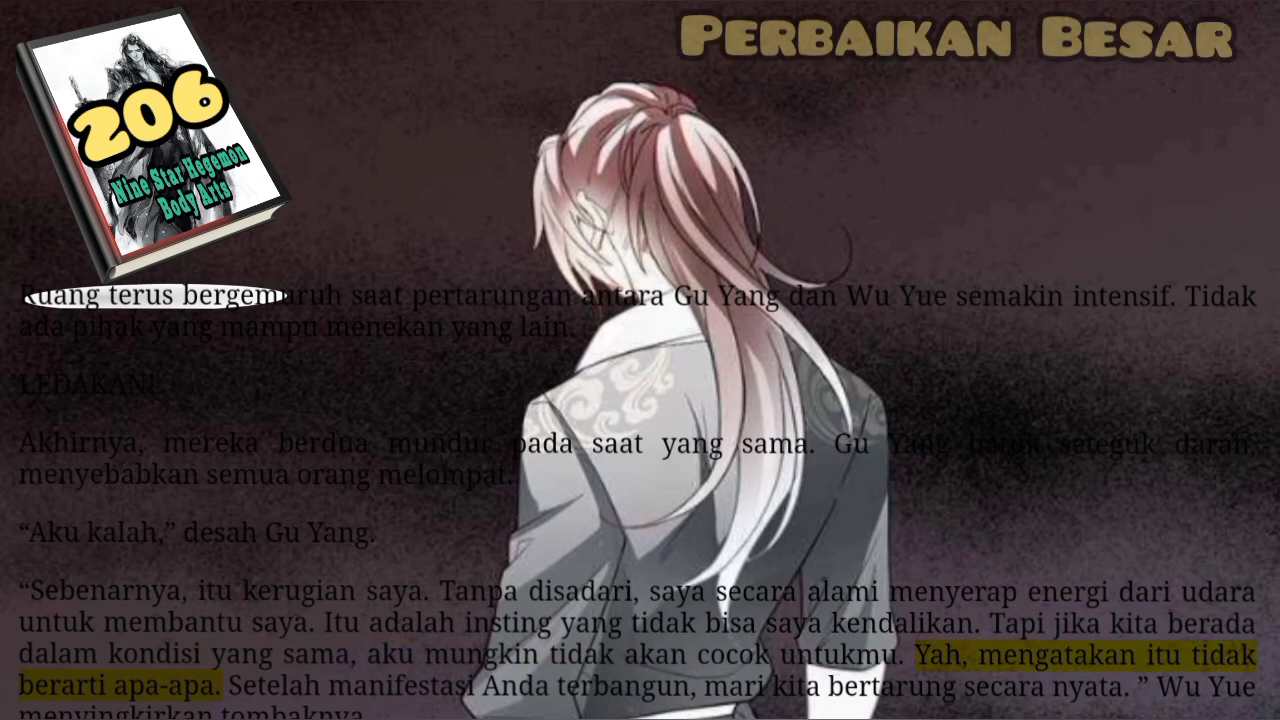 PERBAIKAN BESAR
206
Nine Star Hegemon
Body Arts
Ruang terus bergemuruh saat pertarungan antara Gu Yang dan Wu Yue semakin intensif. Tidak
ada pihak yang mampu menekan yang lain.
LEDAKAN!
Akhirnya, mereka berdua mundur pada saat yang sama. Gu Yang batuk seteguk darah,
menyebabkan semua orang melompat.
“Aku kalah,” desah Gu Yang.
“Sebenarnya, itu kerugian saya. Tanpa disadari, saya secara alami menyerap energi dari udara
untuk membantu saya. Itu adalah insting yang tidak bisa saya kendalikan. Tapi jika kita berada
dalam kondisi yang sama, aku mungkin tidak akan cocok untukmu. Yah, mengatakan itu tidak
berarti apa-apa. Setelah manifestasi Anda terbangun, mari kita bertarung secara nyata. ” Wu Yue
menyingkirkan tombaknya.